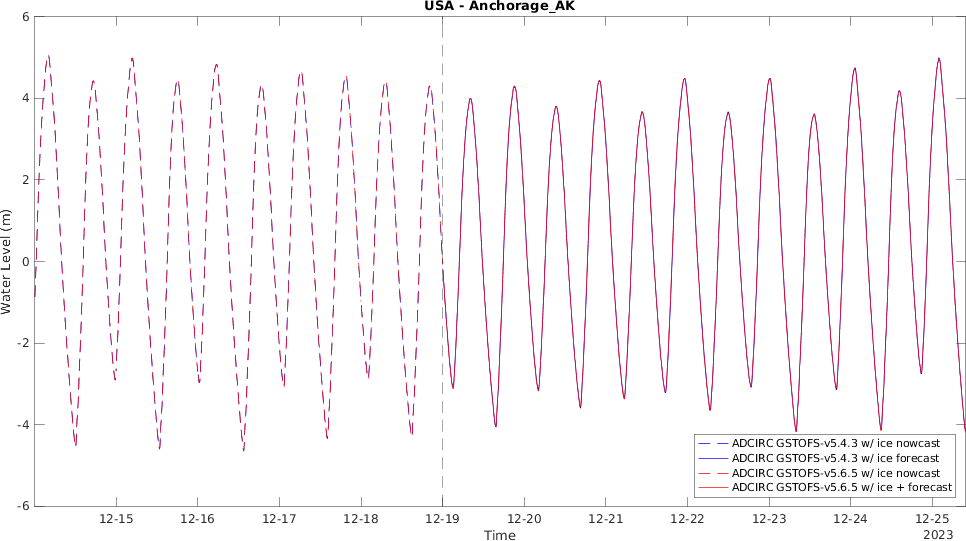 USA - Anchorage_AK
6
4
2
0
-2
-4
-6
Water Level (m)
12-15 12-16 12-17 12-18 12-19 12-20 12-21 12-22 12-23 12-24 12-25
Time
2023
ADCIRC GSTOFS-v5.4.3 w/ ice nowcast
ADCIRC GSTOFS-v5.4.3 w/ ice forecast
ADCIRC GSTOFS-v5.6.5 w/ ice nowcast
ADCIRC GSTOFS-v5.6.5 w/ ice + forecast